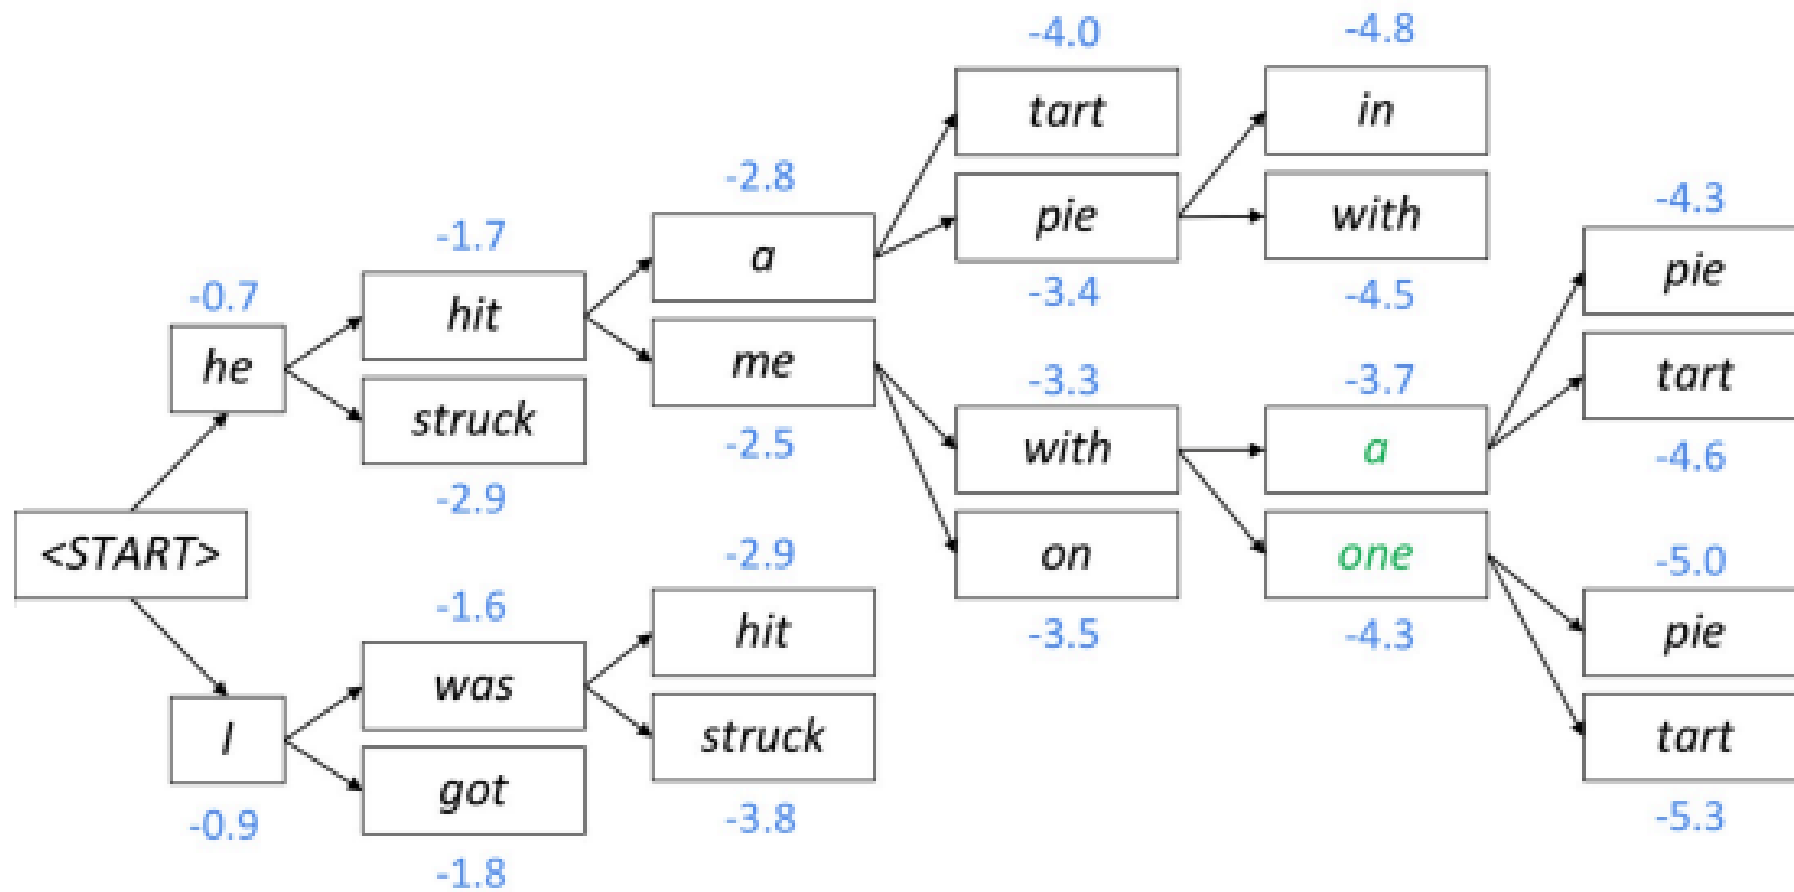 -4.0
-4.8
tart
in
-2.8
-4.3
pie
with
-1.7
a
pie
-0.7
-3.4
-4.5
hit
he
me
-3.3
-3.7
tart
struck
-2.5
with
a
-4.6
-2.9
<START>
-2.9
on
one
-5.0
-1.6
hit
-3.5
-4.3
pie
was
I
struck
tart
got
-0.9
-3.8
-5.3
-1.8